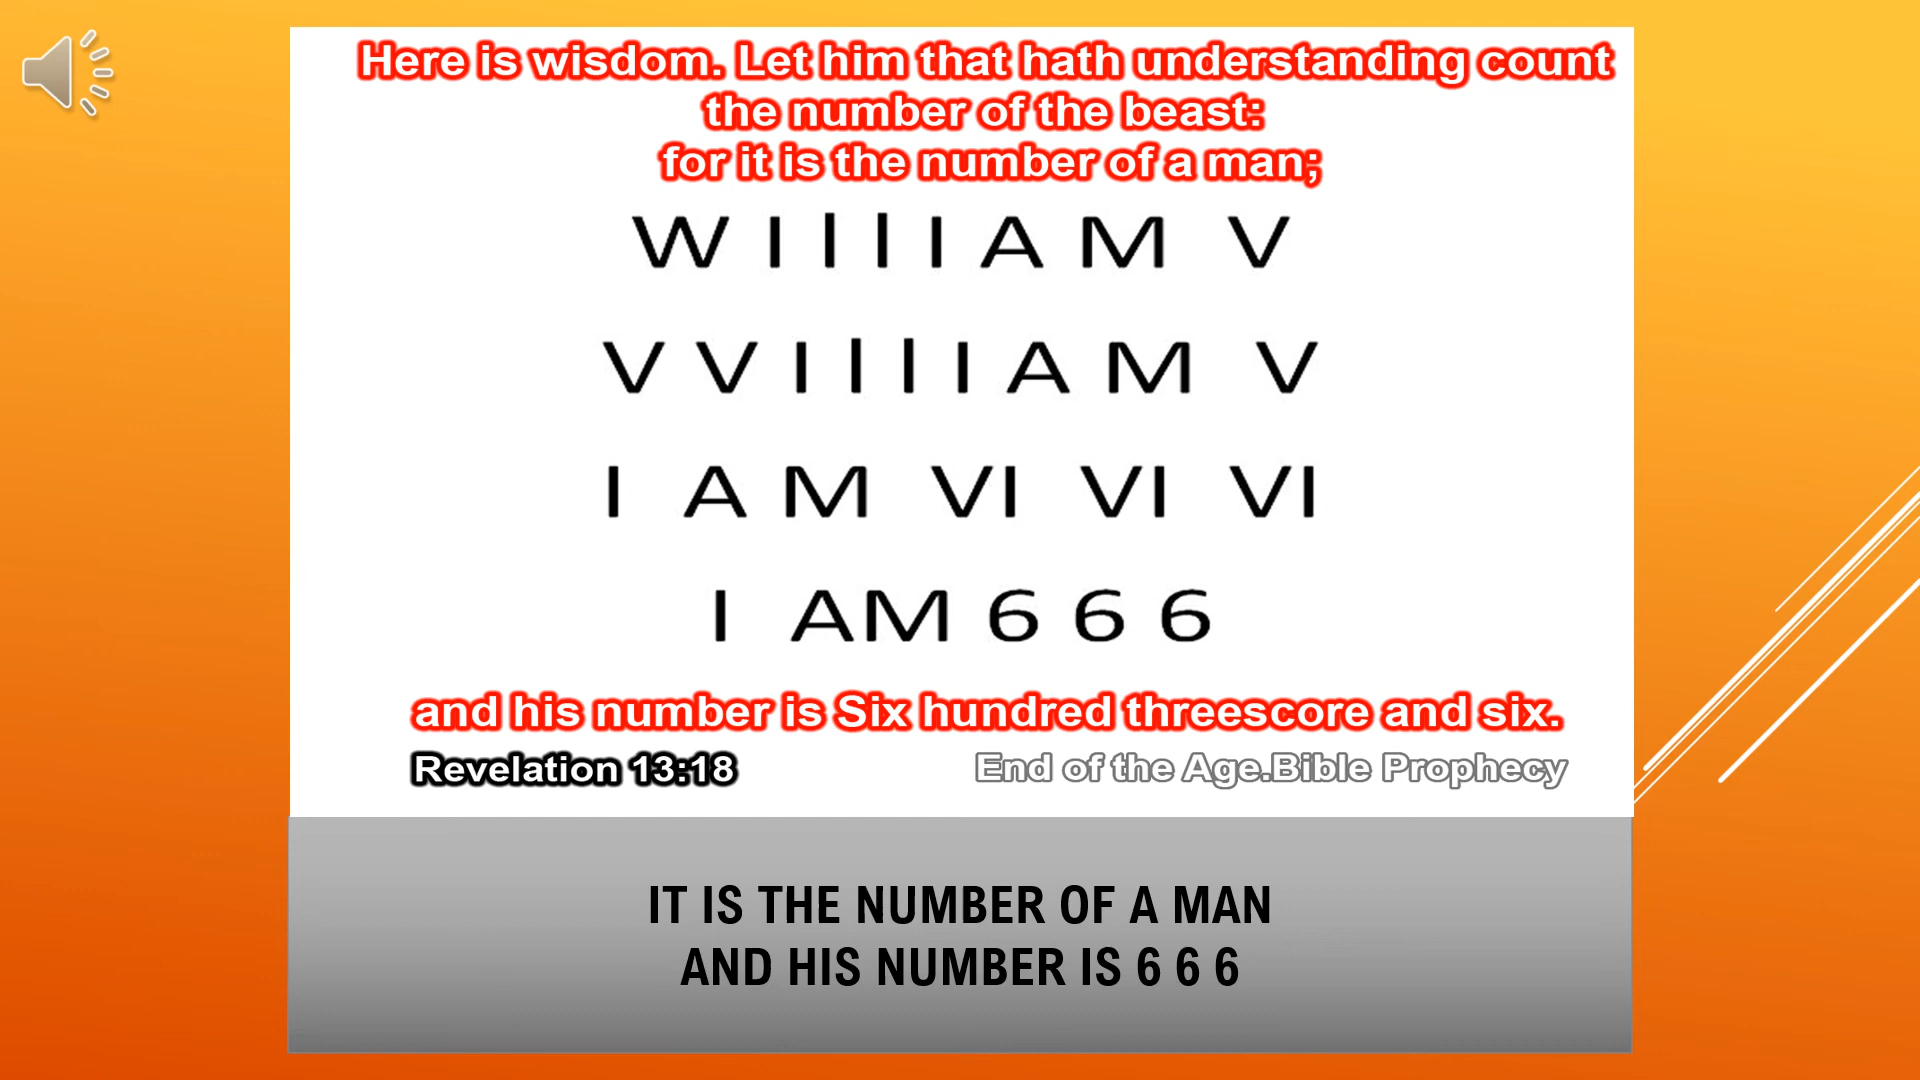 Here is wisdom. Let him that hath understanding count
the number of the beast:
for it is the number of a man;
W I l l I A M V
V V I l l I A M V
I A M VI VI VI
I AM 6 6 6
and his number is Six hundred threescore and six.
Revelation 13:18
End of the Age.Bible Prophecy
IT IS THE NUMBER OF A MAN
AND HIS NUMBER IS 6 6 6